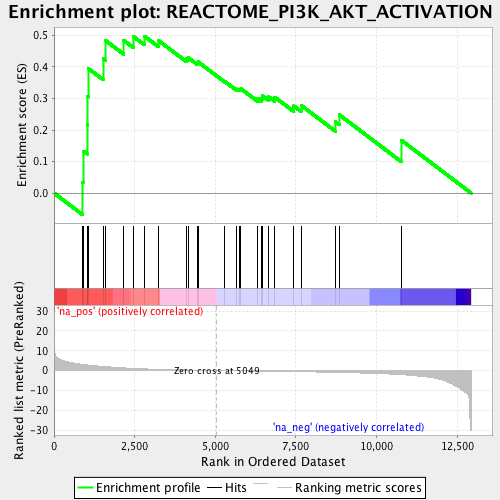 Enrichment plot: REACTOME_PI3K_AKT_ACTIVATION
Enrichment score (ES)
0.5
0.4
0.3
0.2
0.1
0.0
'na_pos' (positively correlated)
Ranked list metric (PreRanked)
30
20
10
0
-10
-20
-30
Zero cross at 5049
'na_neg' (negatively correlated)
0
2,500
5,000
7,500
10,000
12,500
Rank in Ordered Dataset
Enrichment profile
Hits
Ranking metric scores